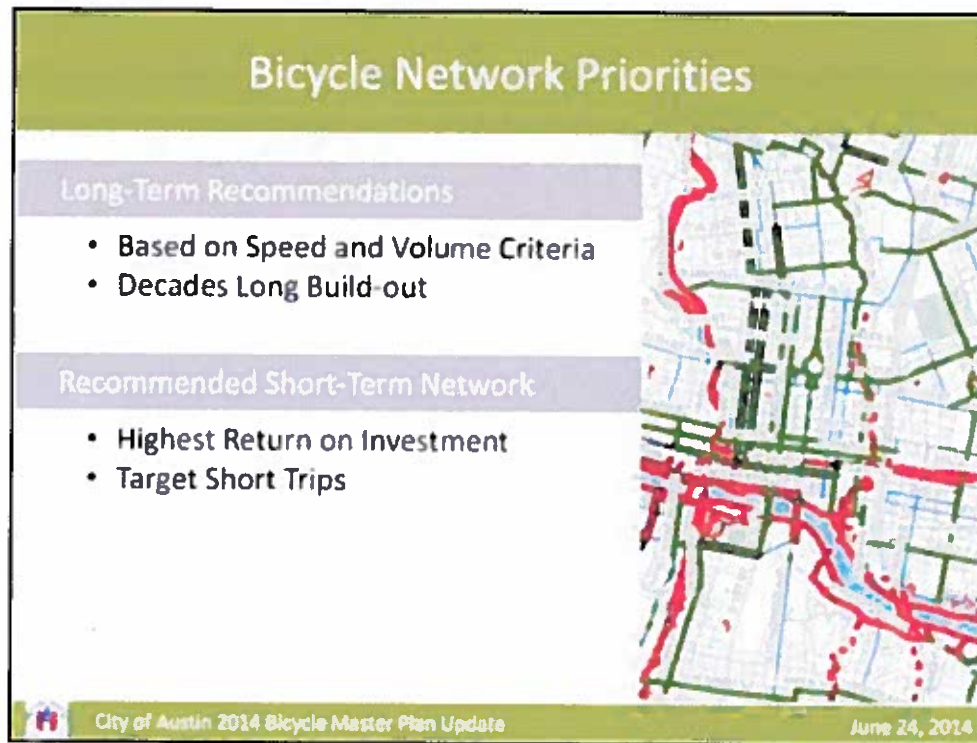 Bicycle Network Priorities
Long-Term Recommendations
• Based on Speed and Volume Criteria
• Decades Long Build-out
Recommended Short-Term Network
• Highest Return on Investment
• Target Short Trips
City of Austin 2014 Bicycle Master Plan Update
June 24, 2014